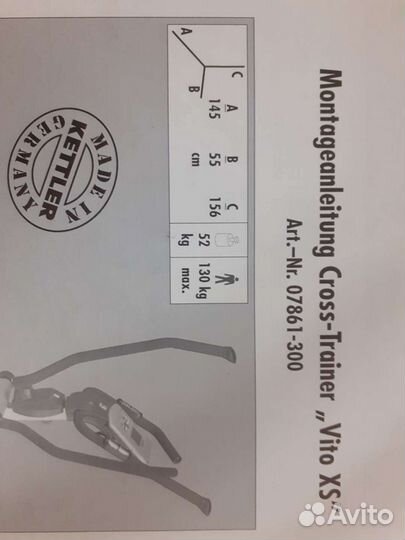 Montageanleitung Cross-Trainer „Vito XS“
Art.–Nr. 07861-300
A
B
C
A B C
145 55 156 52 130 kg
cm kg max.
MADE IN
KETTLER
GERMANY
Avito